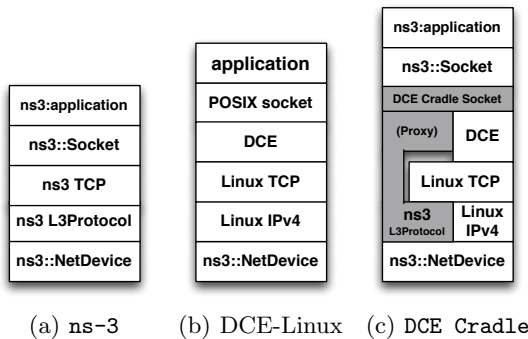 ns3:application
ns3::Socket
ns3 TCP
ns3 L3Protocol
ns3::NetDevice
(a) ns-3
application
POSIX socket
DCE
Linux TCP
Linux IPv4
ns3::NetDevice
(b) DCE-Linux
ns3:application
ns3::Socket
DCE Cradle Socket
(Proxy)
DCE
Linux TCP
ns3
L3Protocol
Linux
IPv4
ns3::NetDevice
(c) DCE Cradle